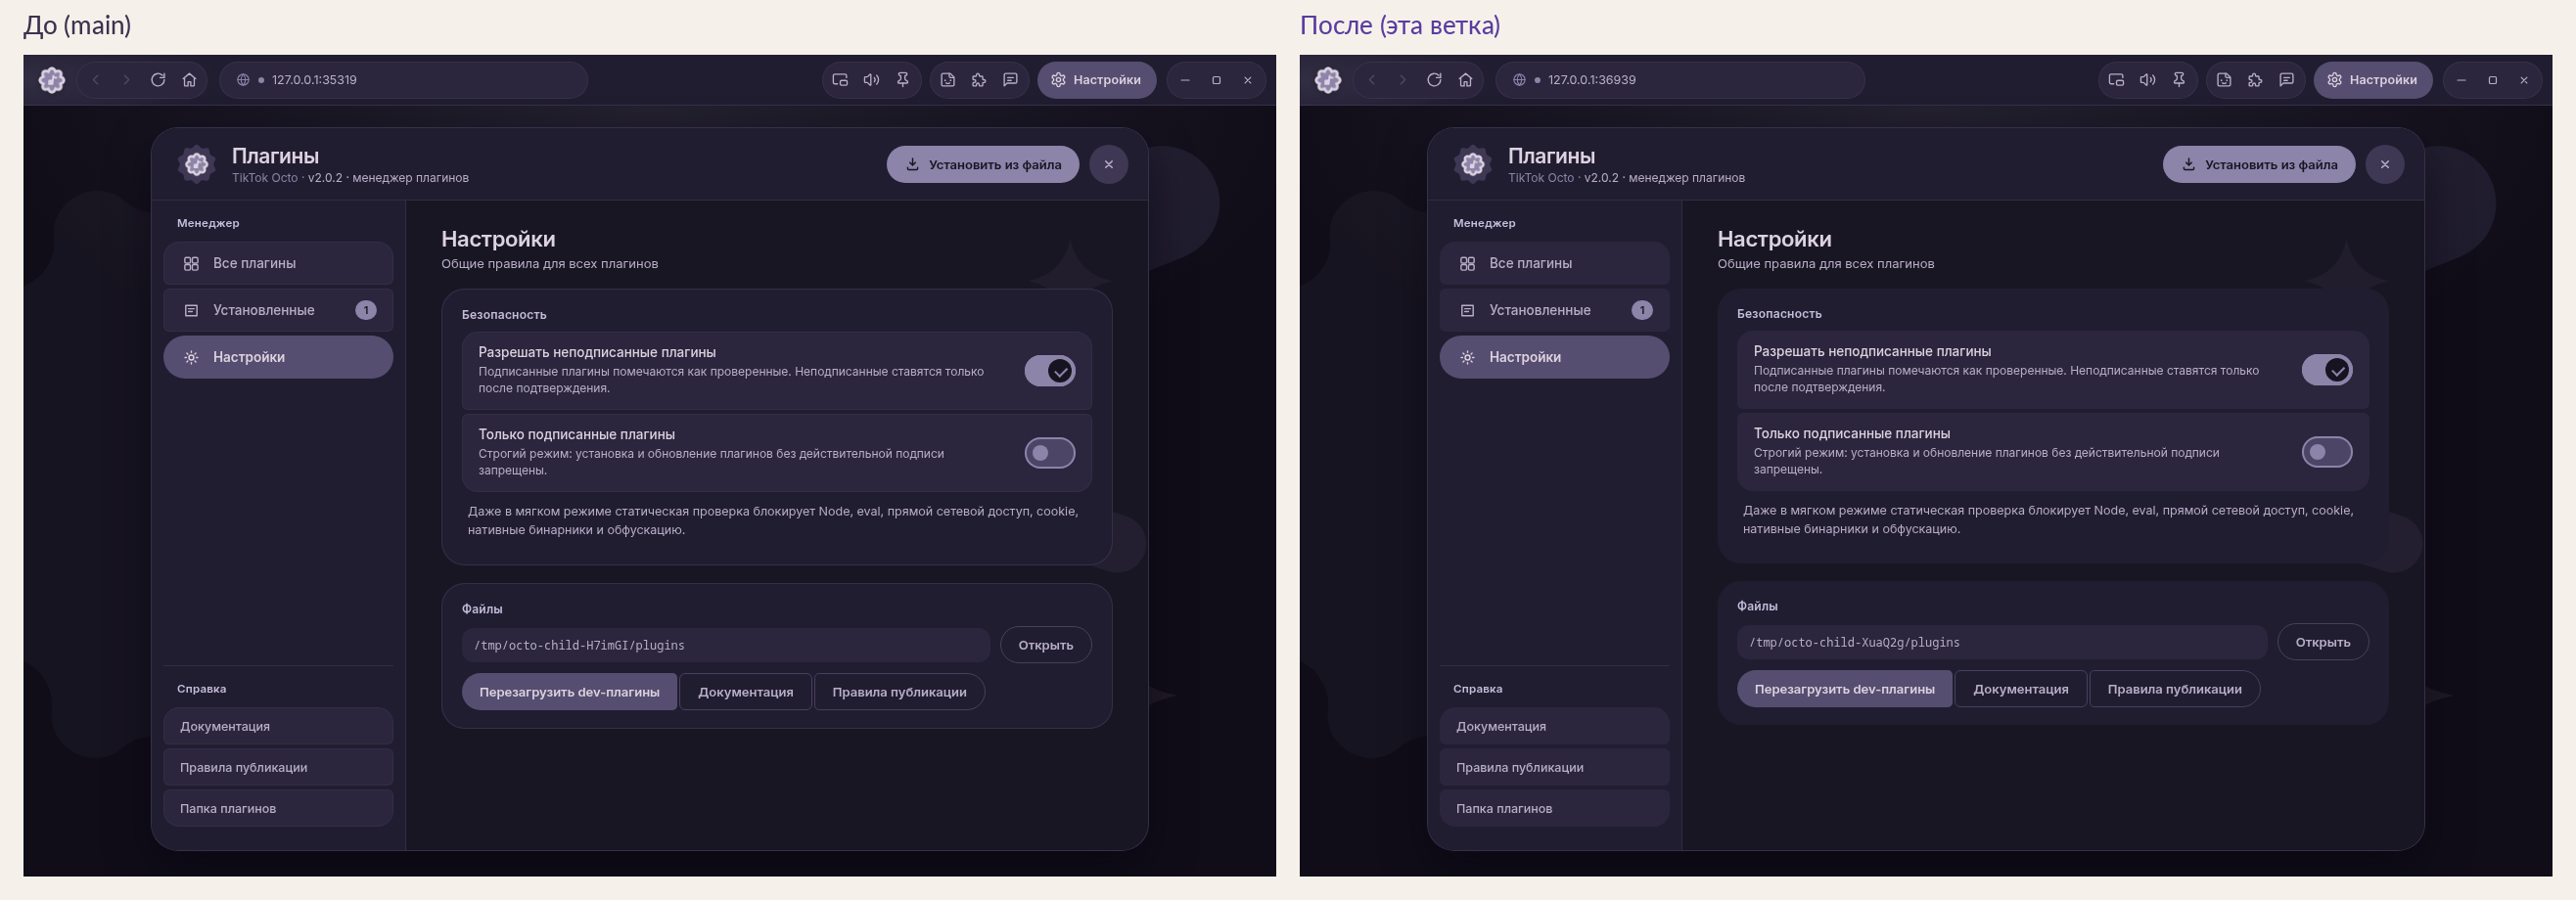 До (main)
127.0.0.1:35319
Настройки
Плагины
TikTok Octo · v2.0.2 · менеджер плагинов
Установить из файла
Менеджер
Все плагины
Установленные
1
Настройки
Справка
Документация
Правила публикации
Папка плагинов
Настройки
Общие правила для всех плагинов
Безопасность
Разрешать неподписанные плагины
Подписанные плагины помечаются как проверенные. Неподписанные ставятся только
после подтверждения.
Только подписанные плагины
Строгий режим: установка и обновление плагинов без действительной подписи
запрещены.
Даже в мягком режиме статическая проверка блокирует Node, eval, прямой сетевой доступ, cookie,
нативные бинарники и обфускацию.
Файлы
/tmp/octo-child-H7imGI/plugins
Открыть
Перезагрузить dev-плагины
Документация
Правила публикации
После (эта ветка)
127.0.0.1:36939
Настройки
Плагины
TikTok Octo · v2.0.2 · менеджер плагинов
Установить из файла
Менеджер
Все плагины
Установленные
1
Настройки
Справка
Документация
Правила публикации
Папка плагинов
Настройки
Общие правила для всех плагинов
Безопасность
Разрешать неподписанные плагины
Подписанные плагины помечаются как проверенные. Неподписанные ставятся только
после подтверждения.
Только подписанные плагины
Строгий режим: установка и обновление плагинов без действительной подписи
запрещены.
Даже в мягком режиме статическая проверка блокирует Node, eval, прямой сетевой доступ, cookie,
нативные бинарники и обфускацию.
Файлы
/tmp/octo-child-XuaQ2g/plugins
Открыть
Перезагрузить dev-плагины
Документация
Правила публикации